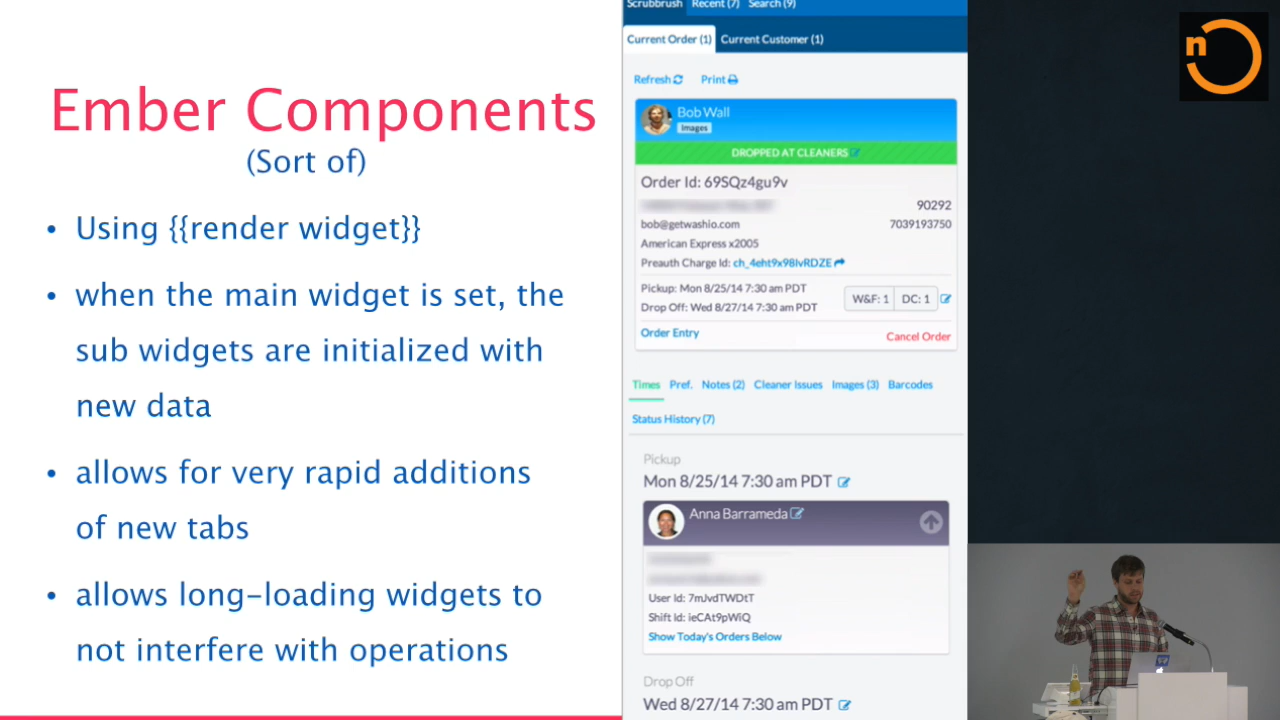 Ember Components
(Sort of)
• Using {{render widget}}
• when the main widget is set, the
sub widgets are initialized with
new data
• allows for very rapid additions
of new tabs
• allows long-loading widgets to
not interfere with operations
Scrubbrush Recent (7) Search (9)
Current Order (1) Current Customer (1)
Refresh Print
Bob Wall
Images
DROPPED AT CLEANERS
Order Id: 69SQz4gu9v
90292
bob@getwashio.com 7039193750
American Express x2005
Preauth Charge Id: ch_4eht9x98IvRDZE
Pickup: Mon 8/25/14 7:30 am PDT
Drop Off: Wed 8/27/14 7:30 am PDT
W&F: 1 DC: 1
Order Entry Cancel Order
Times Pref. Notes (2) Cleaner Issues Images (3) Barcodes
Status History (7)
Pickup
Mon 8/25/14 7:30 am PDT
Anna Barrameda
User Id: 7mJvdTWDtT
Shift Id: ieCAt9pWiQ
Show Today's Orders Below
Drop Off
Wed 8/27/14 7:30 am PDT
n